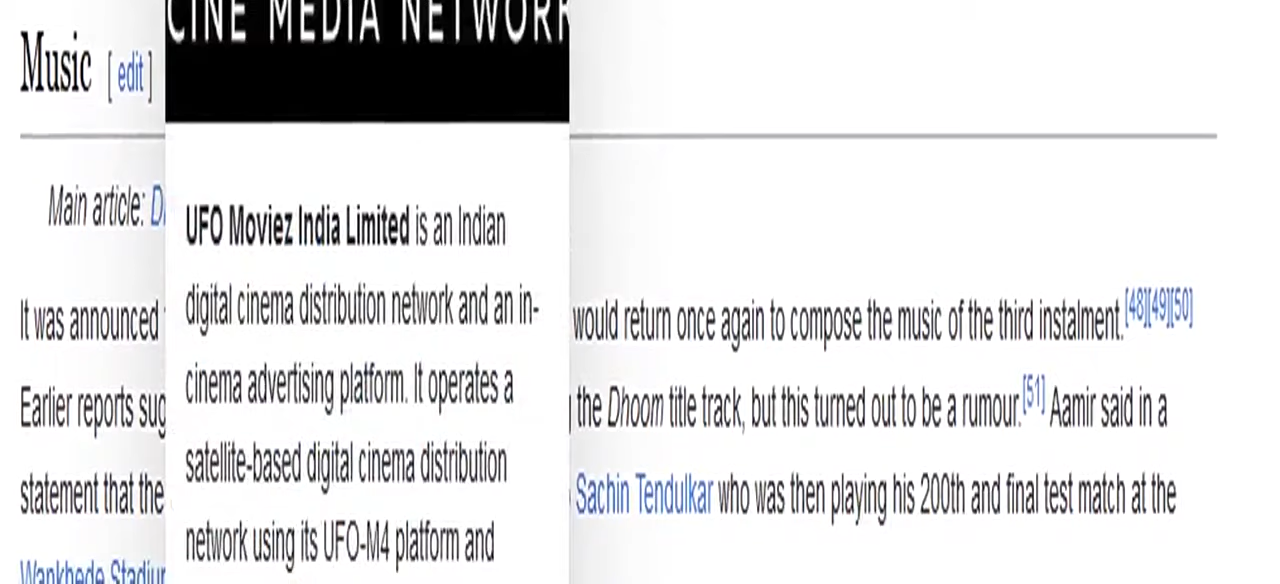 CINE MEDIA NETWORK
Music [ edit ]
Main article:
UFO Moviez India Limited is an Indian
digital cinema distribution network and an in-
cinema advertising platform. It operates a
satellite-based digital cinema distribution
network using its UFO-M4 platform and
It was announced
would return once again to compose the music of the third instalment.[48][49][50]
Earlier reports
the Dhoom title track, but this turned out to be a rumour.[51] Aamir said in a
statement that the
Sachin Tendulkar who was then playing his 200th and final test match at the
Wankhede